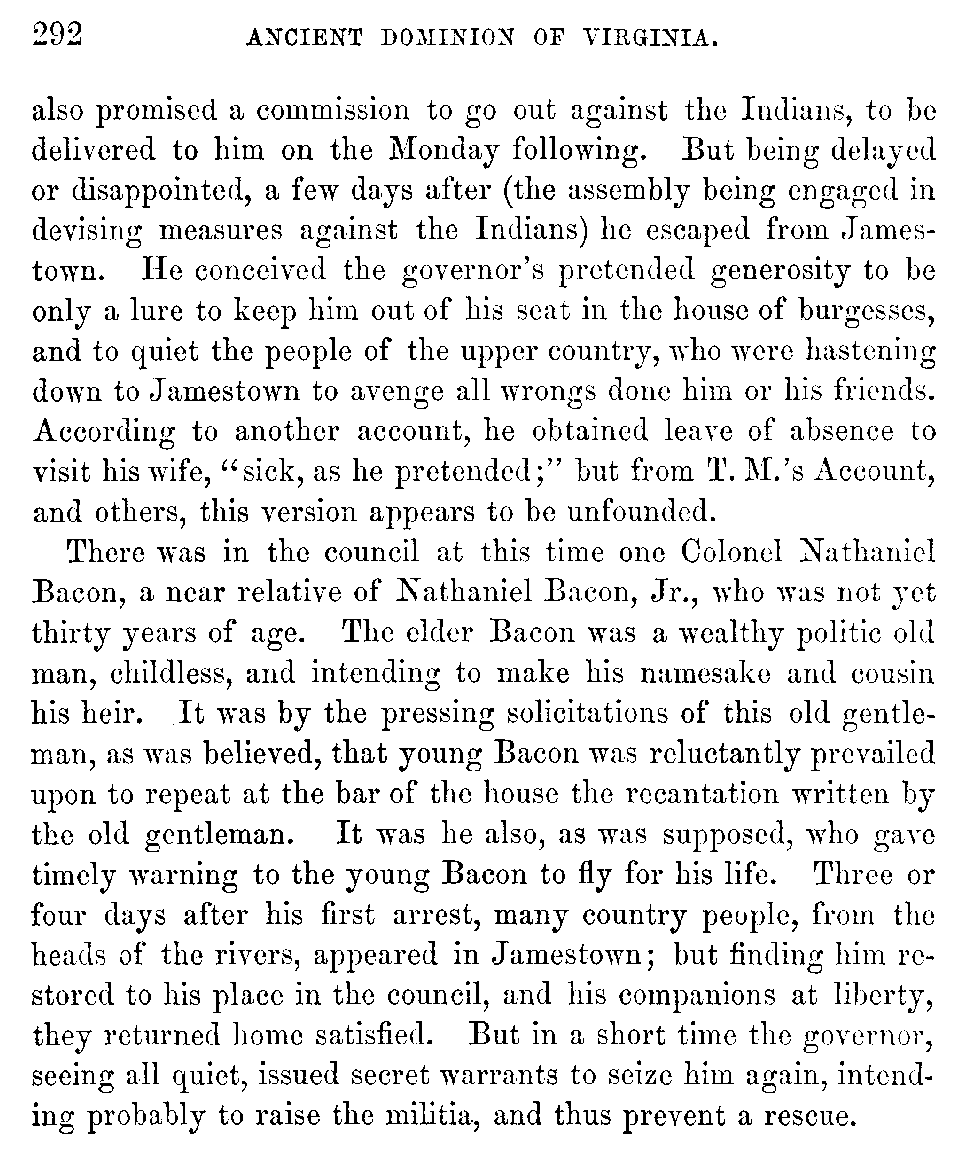 292 ANCIENT DOMINION OF VIRGINIA.
also promised a commission to go out against the Indians, to be
delivered to him on the Monday following. But being delayed
or disappointed, a few days after (the assembly being engaged in
devising measures against the Indians) he escaped from James-
town. He conceived the governor's pretended generosity to be
only a lure to keep him out of his seat in the house of burgesses,
and to quiet the people of the upper country, who were hastening
down to Jamestown to avenge all wrongs done him or his friends.
According to another account, he obtained leave of absence to
visit his wife, "sick, as he pretended;" but from T. M.'s Account,
and others, this version appears to be unfounded.
There was in the council at this time one Colonel Nathaniel
Bacon, a near relative of Nathaniel Bacon, Jr., who was not yet
thirty years of age. The elder Bacon was a wealthy politic old
man, childless, and intending to make his namesake and cousin
his heir. It was by the pressing solicitations of this old gentle-
man, as was believed, that young Bacon was reluctantly prevailed
upon to repeat at the bar of the house the recantation written by
the old gentleman. It was he also, as was supposed, who gave
timely warning to the young Bacon to fly for his life. Three or
four days after his first arrest, many country people, from the
heads of the rivers, appeared in Jamestown; but finding him re-
stored to his place in the council, and his companions at liberty,
they returned home satisfied. But in a short time the governor,
seeing all quiet, issued secret warrants to seize him again, intend-
ing probably to raise the militia, and thus prevent a rescue.